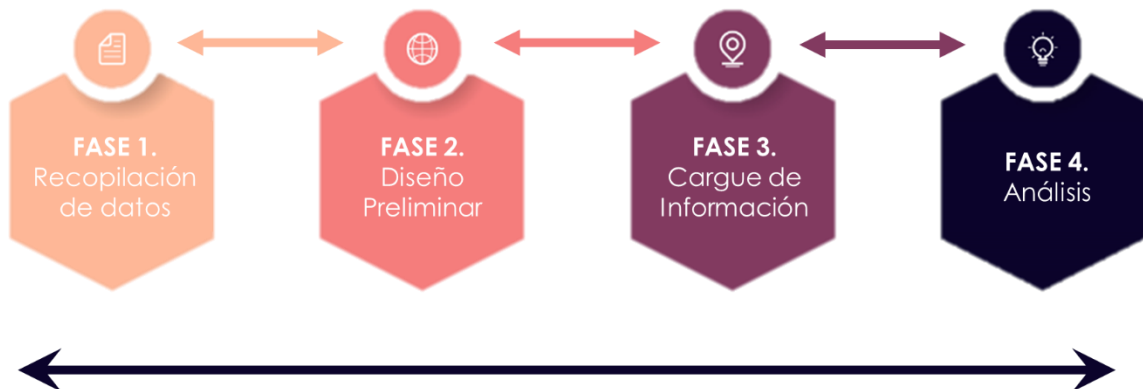 FASE 1.
Recopilación
de datos
FASE 2.
Diseño
Preliminar
FASE 3.
Cargue de
Información
FASE 4.
Análisis